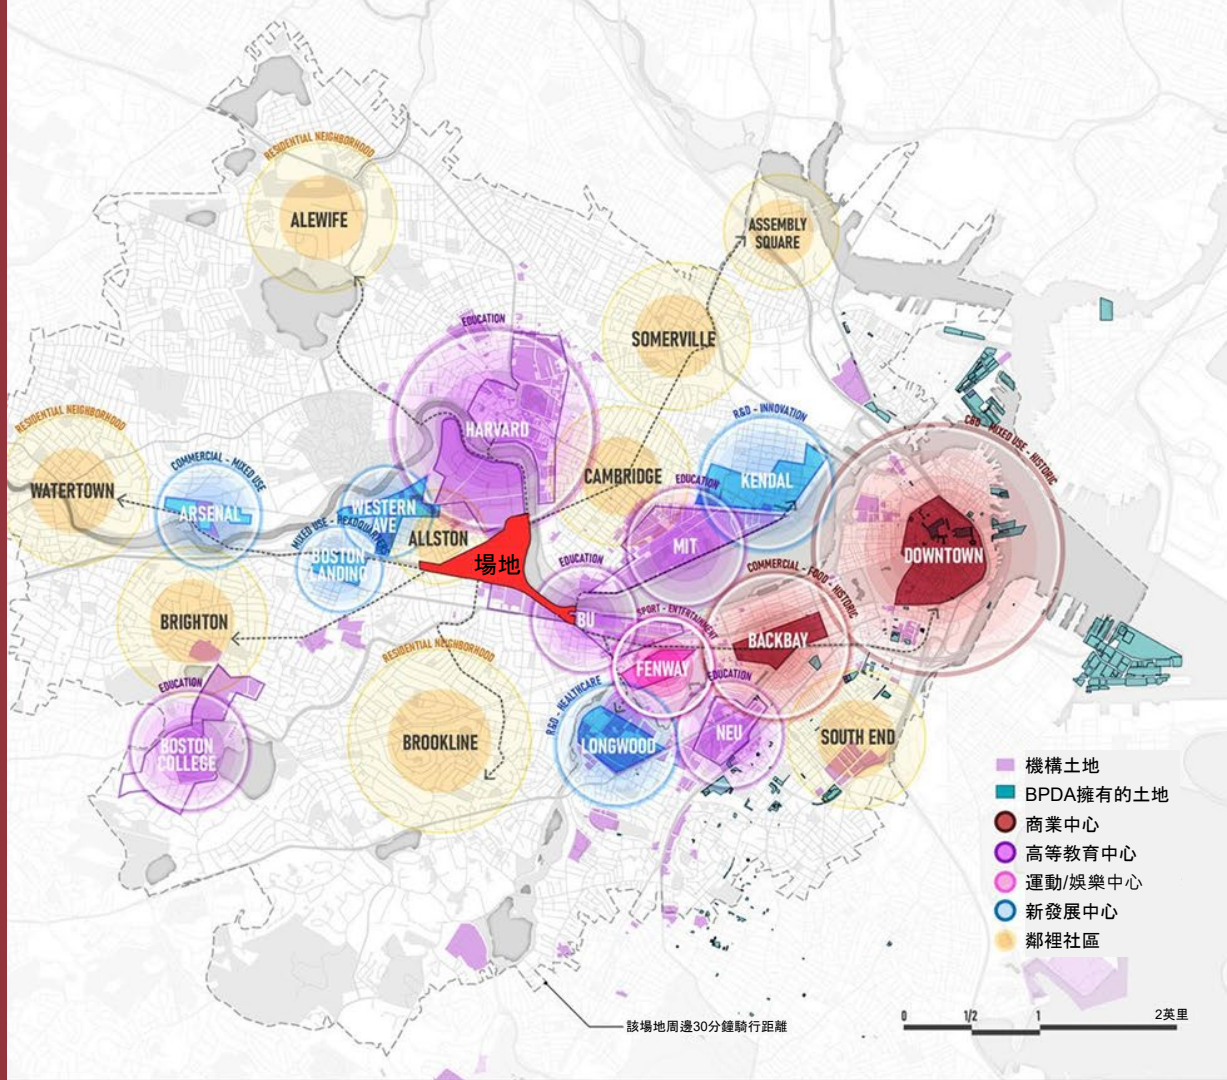 RESIDENTIAL NEIGHBORHOOD
ALEWIFE
ASSEMBLY
SQUARE
EDUCATION
SOMERVILLE
RESIDENTIAL NEIGHBORHOOD
R&D - INNOVATION
CBD - MIXED USE - HISTORIC
HARVARD
COMMERCIAL - MIXED USE
CAMBRIDGE
EDUCATION
KENDAL
WATERTOWN
ARSENAL
WESTERN
AVE
MIXED USE - HEADQUARTER
ALLSTON
MIT
DOWNTOWN
BOSTON
LANDING
場地
EDUCATION
COMMERCIAL - FOOD - HISTORIC
BRIGHTON
BU
SPORT - ENTERTAINMENT
BACKBAY
RESIDENTIAL NEIGHBORHOOD
FENWAY
EDUCATION
EDUCATION
R&D - HEALTHCARE
BOSTON
COLLEGE
BROOKLINE
LONGWOOD
NEU
SOUTH END
機構土地
BPDA擁有的土地
商業中心
高等教育中心
運動/娛樂中心
新發展中心
鄰裡社區
0
1/2
1
2英里
該場地周邊30分鐘騎行距離